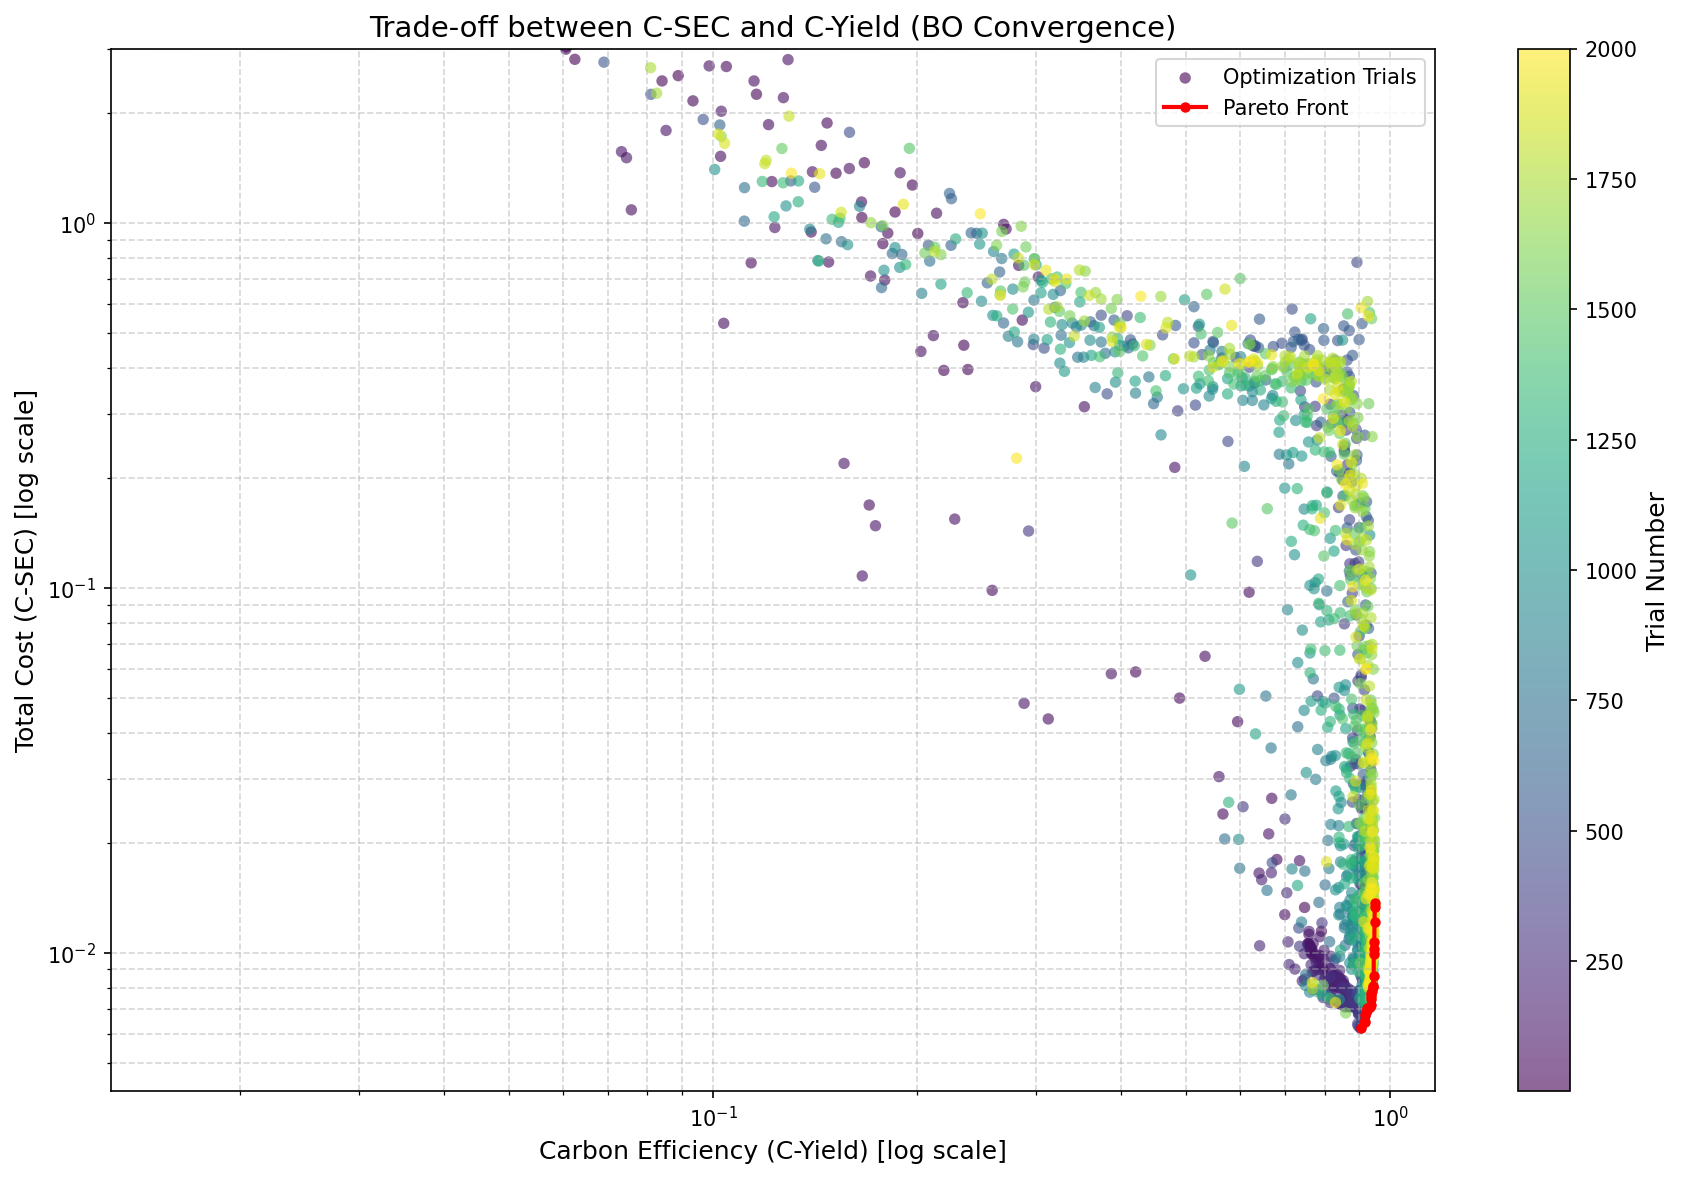 Trade-off between C-SEC and C-Yield (BO Convergence)
Optimization Trials
Pareto Front
Total Cost (C-SEC) [log scale]
10⁰
10⁻¹
10⁻²
10⁻¹
10⁰
Carbon Efficiency (C-Yield) [log scale]
2000
1750
1500
1250
1000
750
500
250
Trial Number